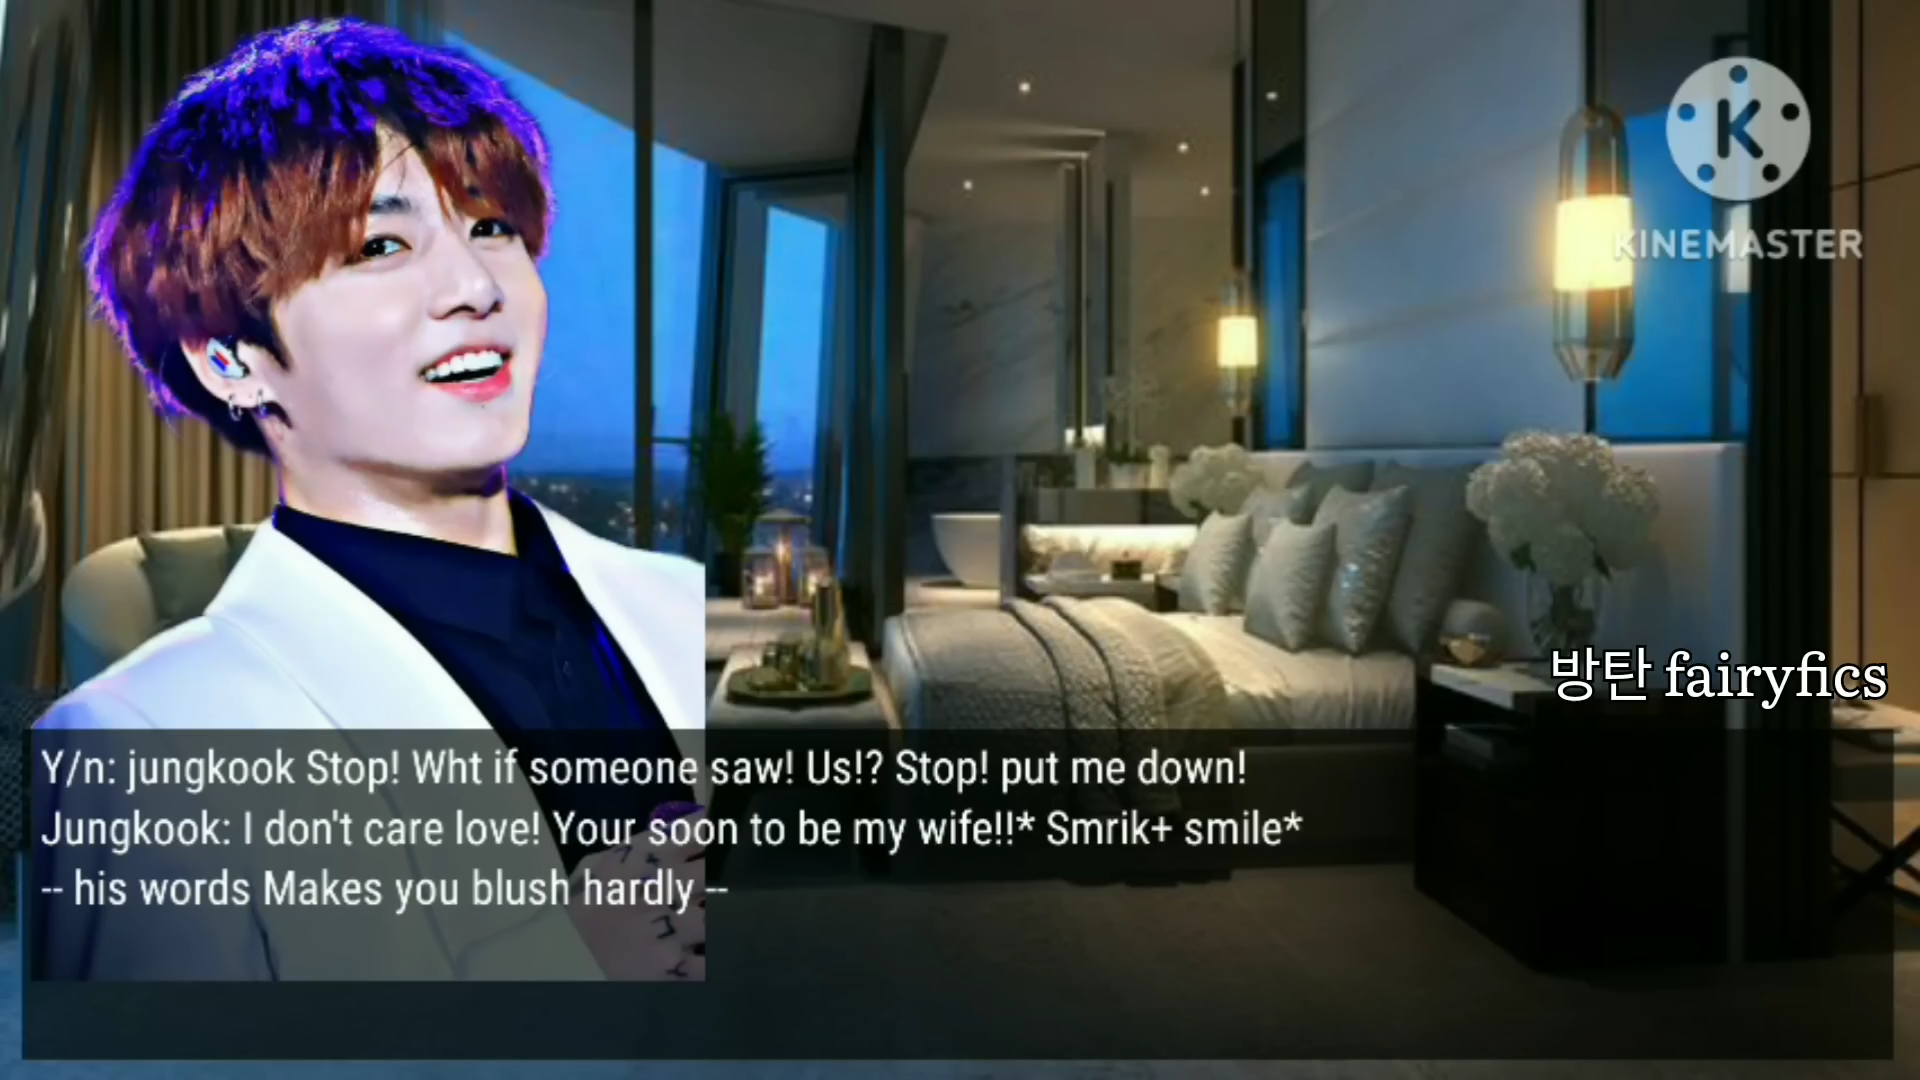 K
KINEMASTER
방탄 fairyfics
Y/n: jungkook Stop! Wht if someone saw! Us!? Stop! put me down!
Jungkook: I don't care love! Your soon to be my wife!!* Smrik+ smile*
-- his words Makes you blush hardly --